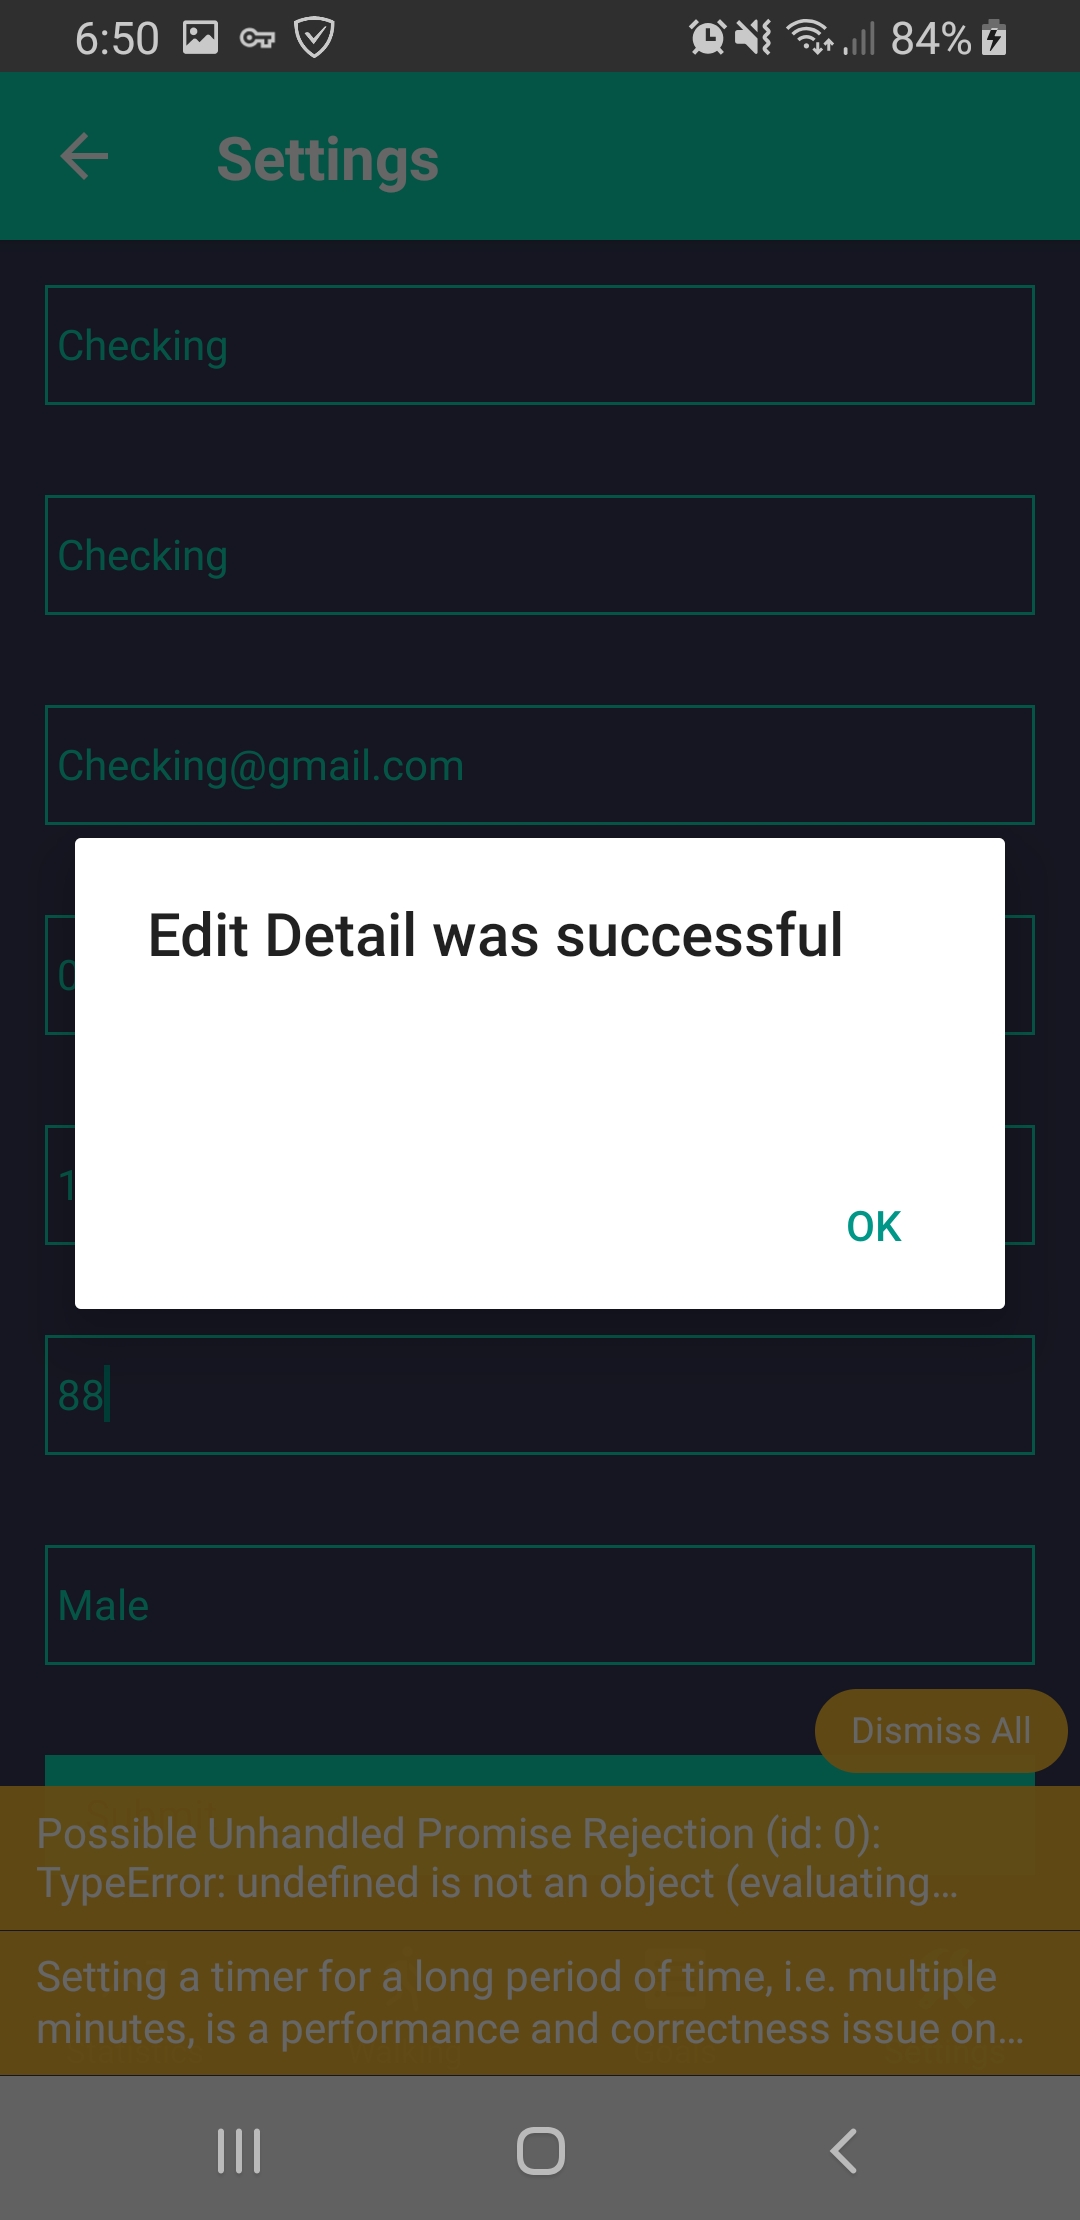 6:50
84%
Settings
Checking
Checking
Checking@gmail.com
0
Edit Detail was successful
1
OK
88
Male
Dismiss All
Possible Unhandled Promise Rejection (id: 0):
TypeError: undefined is not an object (evaluating…
Setting a timer for a long period of time, i.e. multiple
minutes, is a performance and correctness issue on…